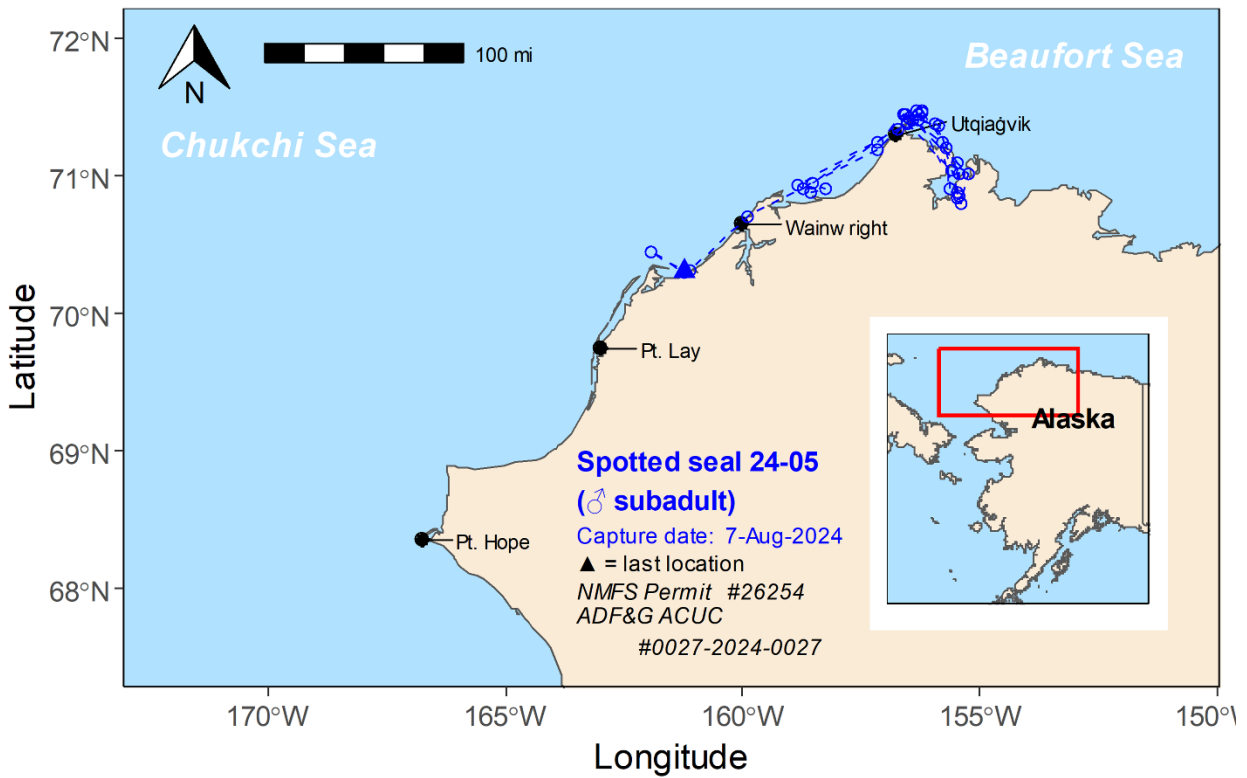 72°N
71°N
70°N
69°N
68°N
Latitude
N
100 mi
Beaufort Sea
Chukchi Sea
Utqiaġvik
Wainw right
Pt. Lay
Pt. Hope
Spotted seal 24-05
(♂ subadult)
Capture date: 7-Aug-2024
▲ = last location
NMFS Permit #26254
ADF&G ACUC
#0027-2024-0027
Alaska
170°W
165°W
160°W
155°W
150°W
Longitude